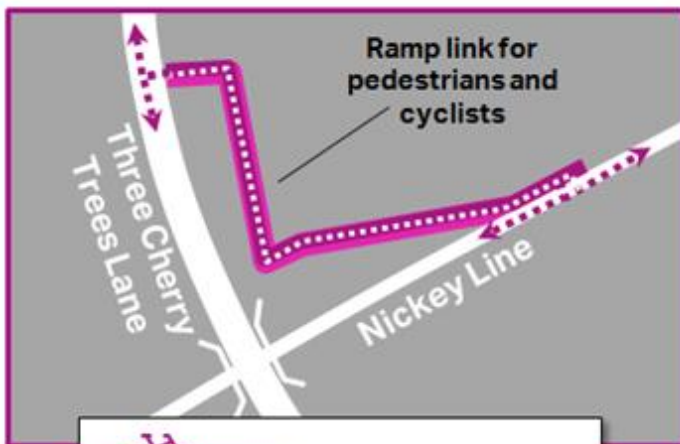 Ramp link for
pedestrians and
cyclists
Three Cherry
Trees Lane
Nickey Line